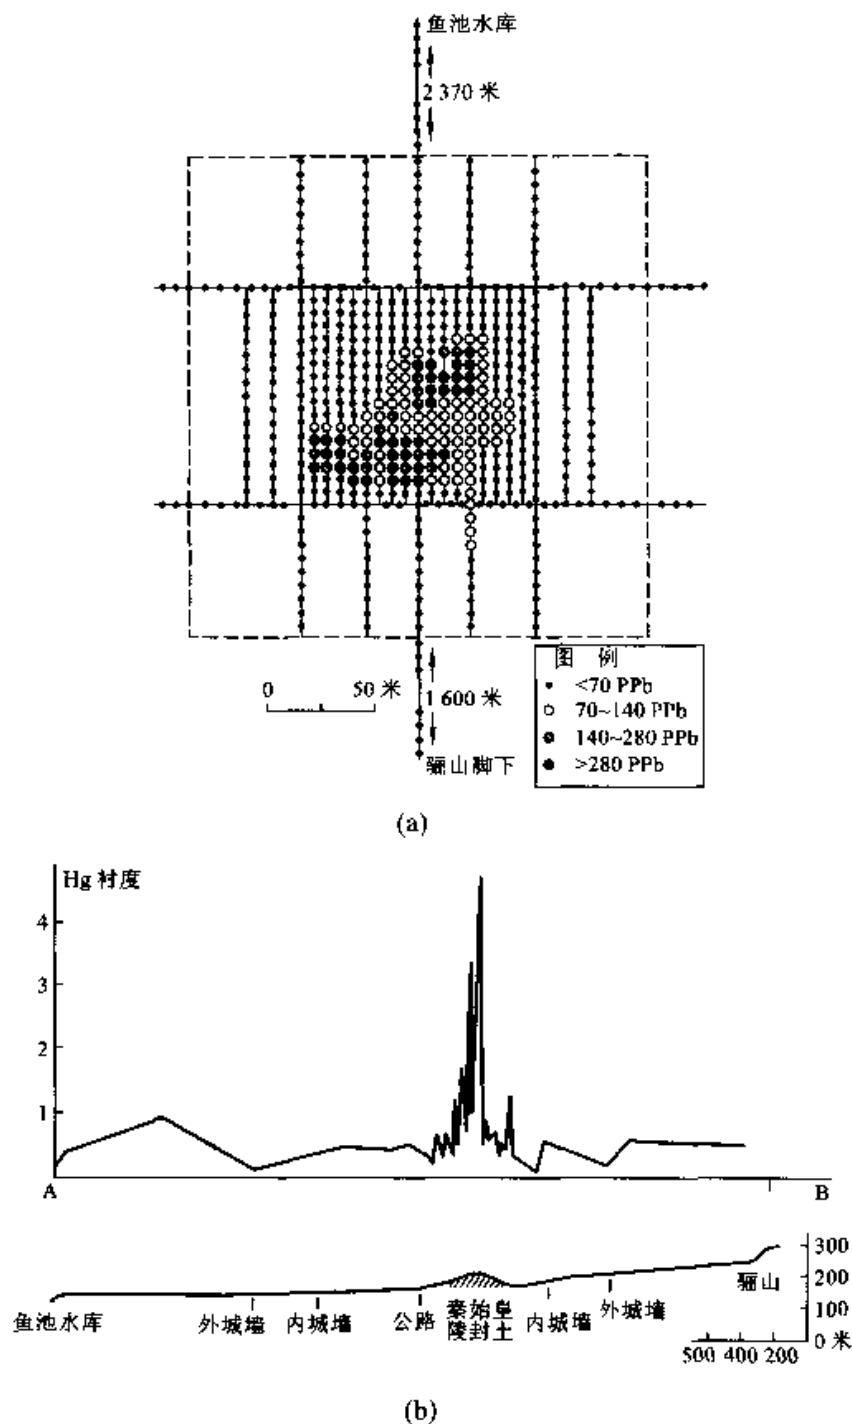 鱼池水库
2 370 米
0 50 米
1 600 米
骊山脚下
图 例
<70 PPb
70~140 PPb
140~280 PPb
>280 PPb
(a)
Hg 衬度
4
3
2
1
A B
300
200
100
0 米
骊山
鱼池水库 外城墙 内城墙 公路 秦始皇陵封土 内城墙 外城墙
500 400 200
(b)